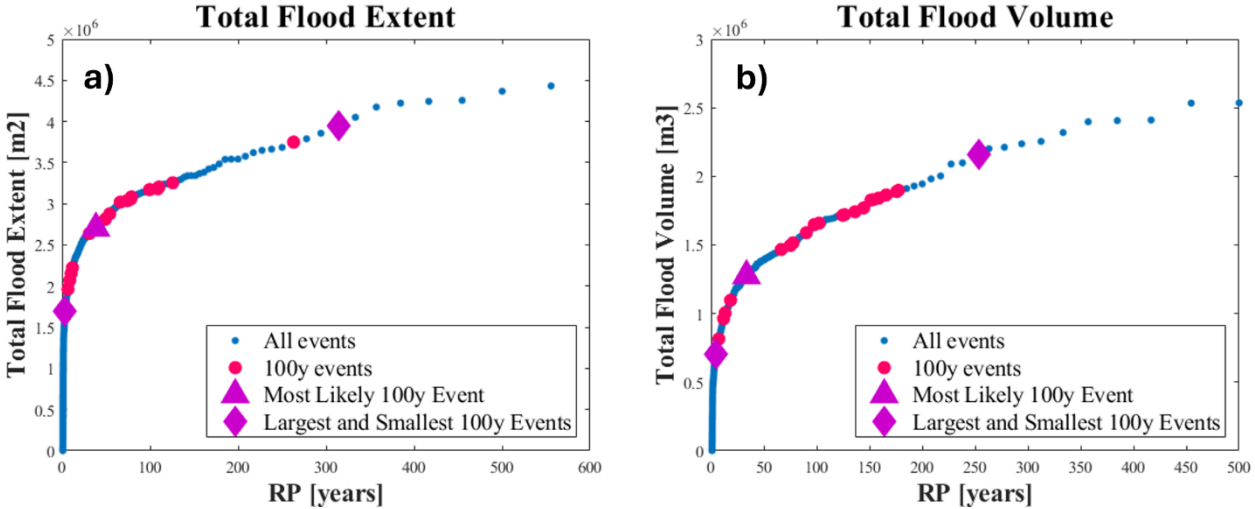 Total Flood Extent
×10^6
a)
5
4.5
4
3.5
3
2.5
2
1.5
1
0.5
0
Total Flood Extent [m2]
All events
100y events
Most Likely 100y Event
Largest and Smallest 100y Events
0 100 200 300 400 500 600
RP [years]
Total Flood Volume
×10^6
b)
3
2.5
2
1.5
1
0.5
0
Total Flood Volume [m3]
All events
100y events
Most Likely 100y Event
Largest and Smallest 100y Events
0 50 100 150 200 250 300 350 400 450 500
RP [years]